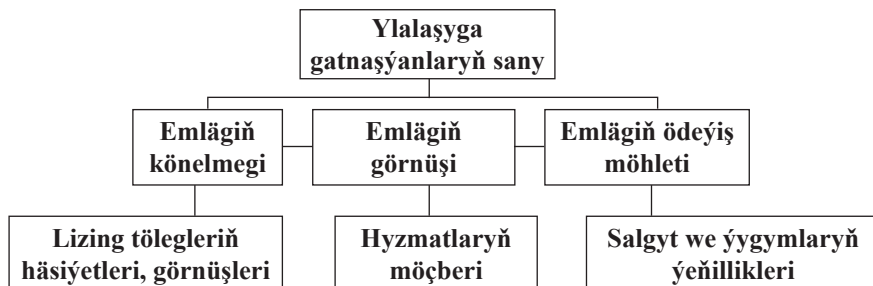 Ylalaşyga
gatnaşýanlaryň sany
Emlägiň
könelmegi
Emlägiň
görnüşi
Emlägiň ödeýiş
möhleti
Lizing tölegleriň
häsiýetleri, görnüşleri
Hyzmatlaryň
möçberi
Salgyt we ýygymlaryň
ýeňillikleri